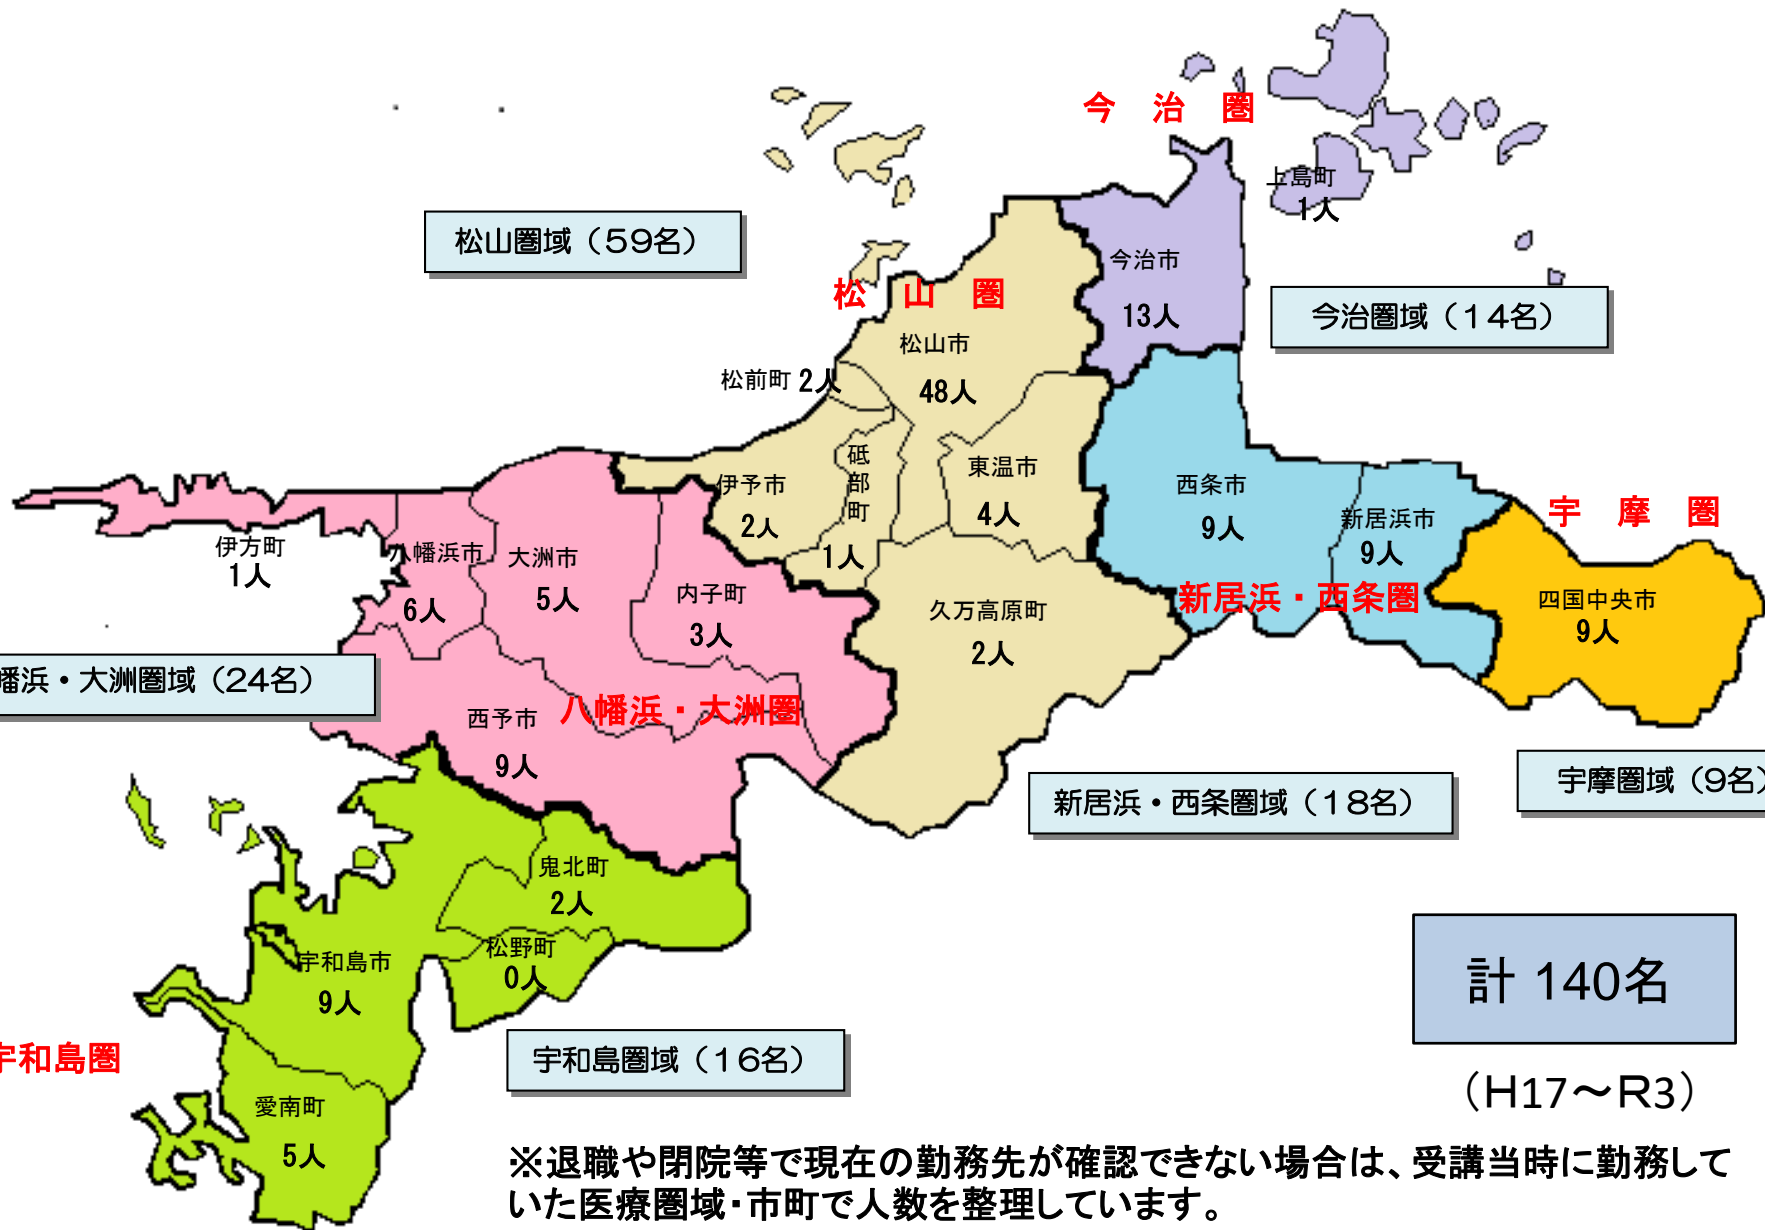 今 治 圏
上島町
1人
松山圏域（59名）
今治市
13人
松 山 圏
今治圏域（14名）
松山市
48人
松前町 2人
砥部町
1人
東温市
4人
伊予市
2人
西条市
9人
新居浜市
9人
宇 摩 圏
伊方町
1人
八幡浜市
6人
大洲市
5人
内子町
3人
久万高原町
2人
新居浜・西条圏
四国中央市
9人
幡浜・大洲圏域（24名）
西予市
9人
八幡浜・大洲圏
新居浜・西条圏域（18名）
宇摩圏域（9名）
鬼北町
2人
松野町
0人
宇和島市
9人
計 140名
宇和島圏
宇和島圏域（16名）
（H17～R3）
愛南町
5人
※退職や閉院等で現在の勤務先が確認できない場合は、受講当時に勤務して
いた医療圏域・市町で人数を整理しています。